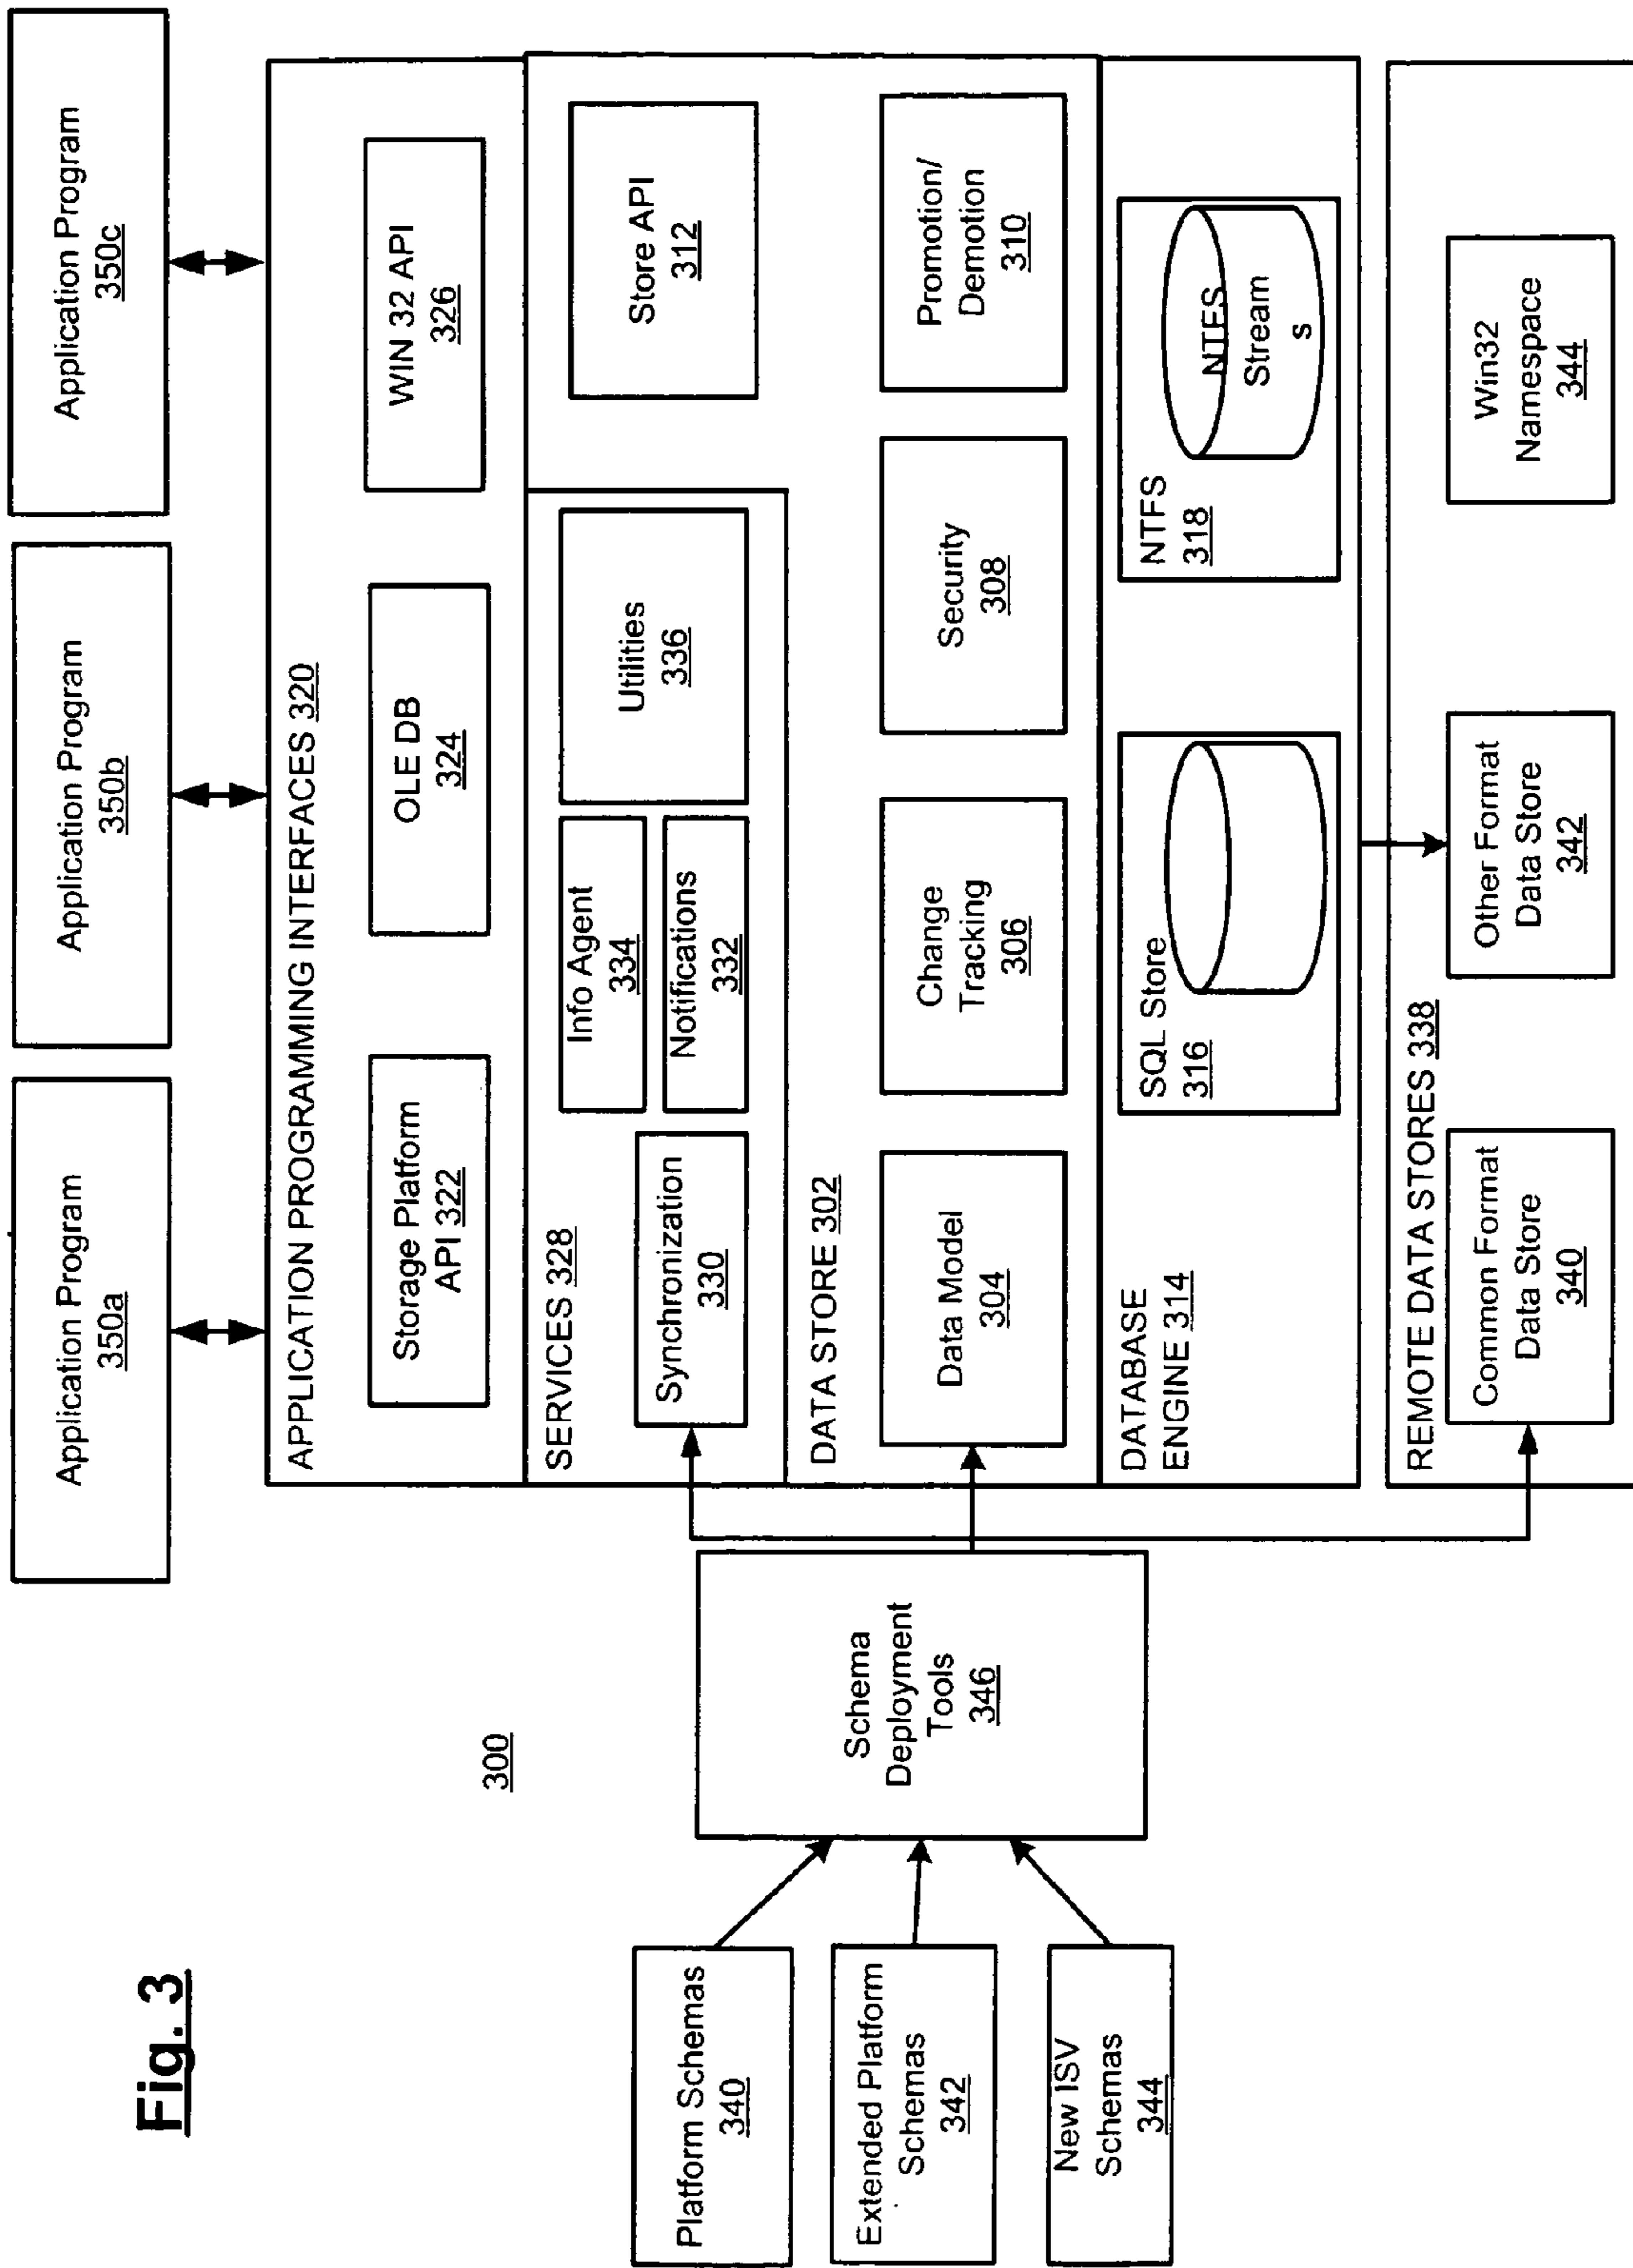 Fig. 3
300
Application Program
350a
Application Program
350b
Application Program
350c
APPLICATION PROGRAMMING INTERFACES 320
Storage Platform
API 322
OLE DB
324
WIN 32 API
326
SERVICES 328
Synchronization
330
Info Agent
334
Notifications
332
Utilities
336
Store API
312
DATA STORE 302
Data Model
304
Change
Tracking
306
Security
308
Promotion/
Demotion
310
DATABASE
ENGINE 314
SQL Store
316
NTFS
318
NTFS
Stream
s
REMOTE DATA STORES 338
Common Format
Data Store
340
Other Format
Data Store
342
Win32
Namespace
344
Schema
Deployment
Tools
346
Platform Schemas
340
Extended Platform
Schemas
342
New ISV
Schemas
344